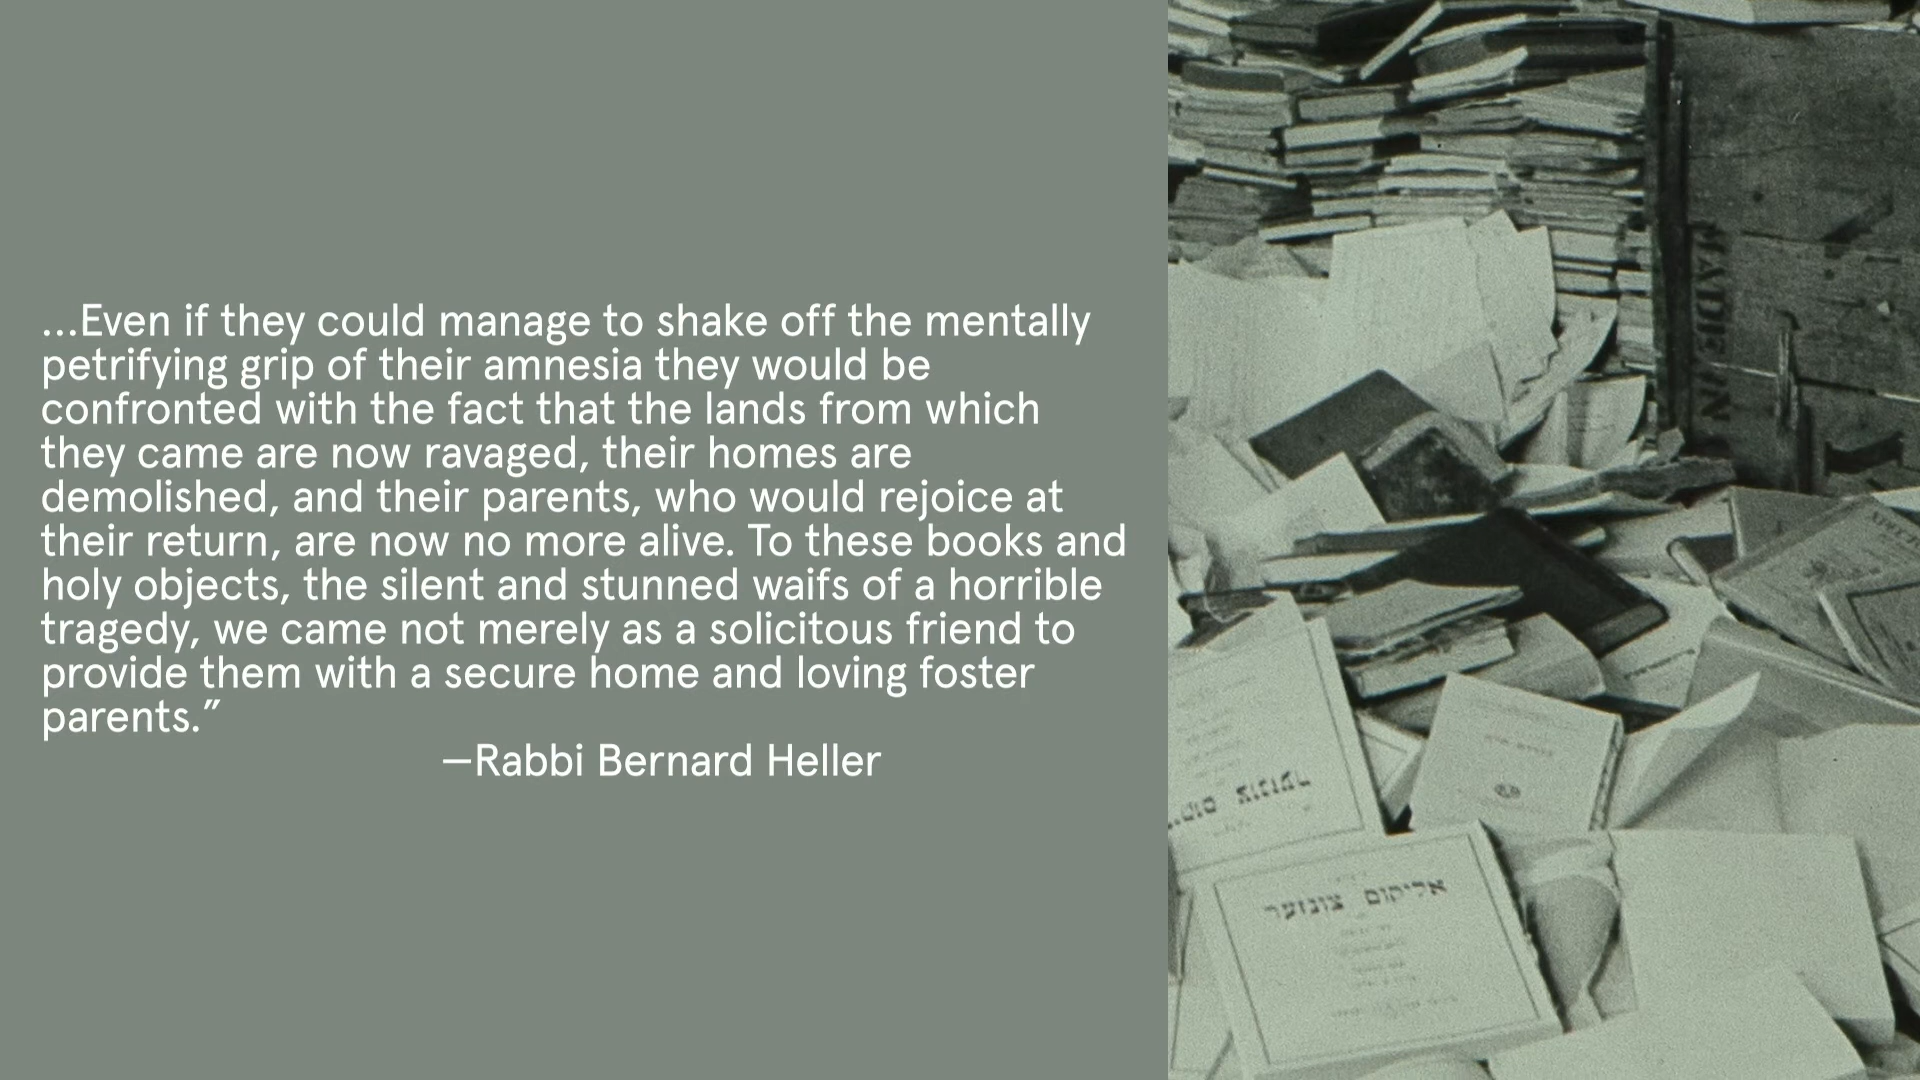 ...Even if they could manage to shake off the mentally
petrifying grip of their amnesia they would be
confronted with the fact that the lands from which
they came are now ravaged, their homes are
demolished, and their parents, who would rejoice at
their return, are now no more alive. To these books and
holy objects, the silent and stunned waifs of a horrible
tragedy, we came not merely as a solicitous friend to
provide them with a secure home and loving foster
parents.”
—Rabbi Bernard Heller
אליקום צונזער